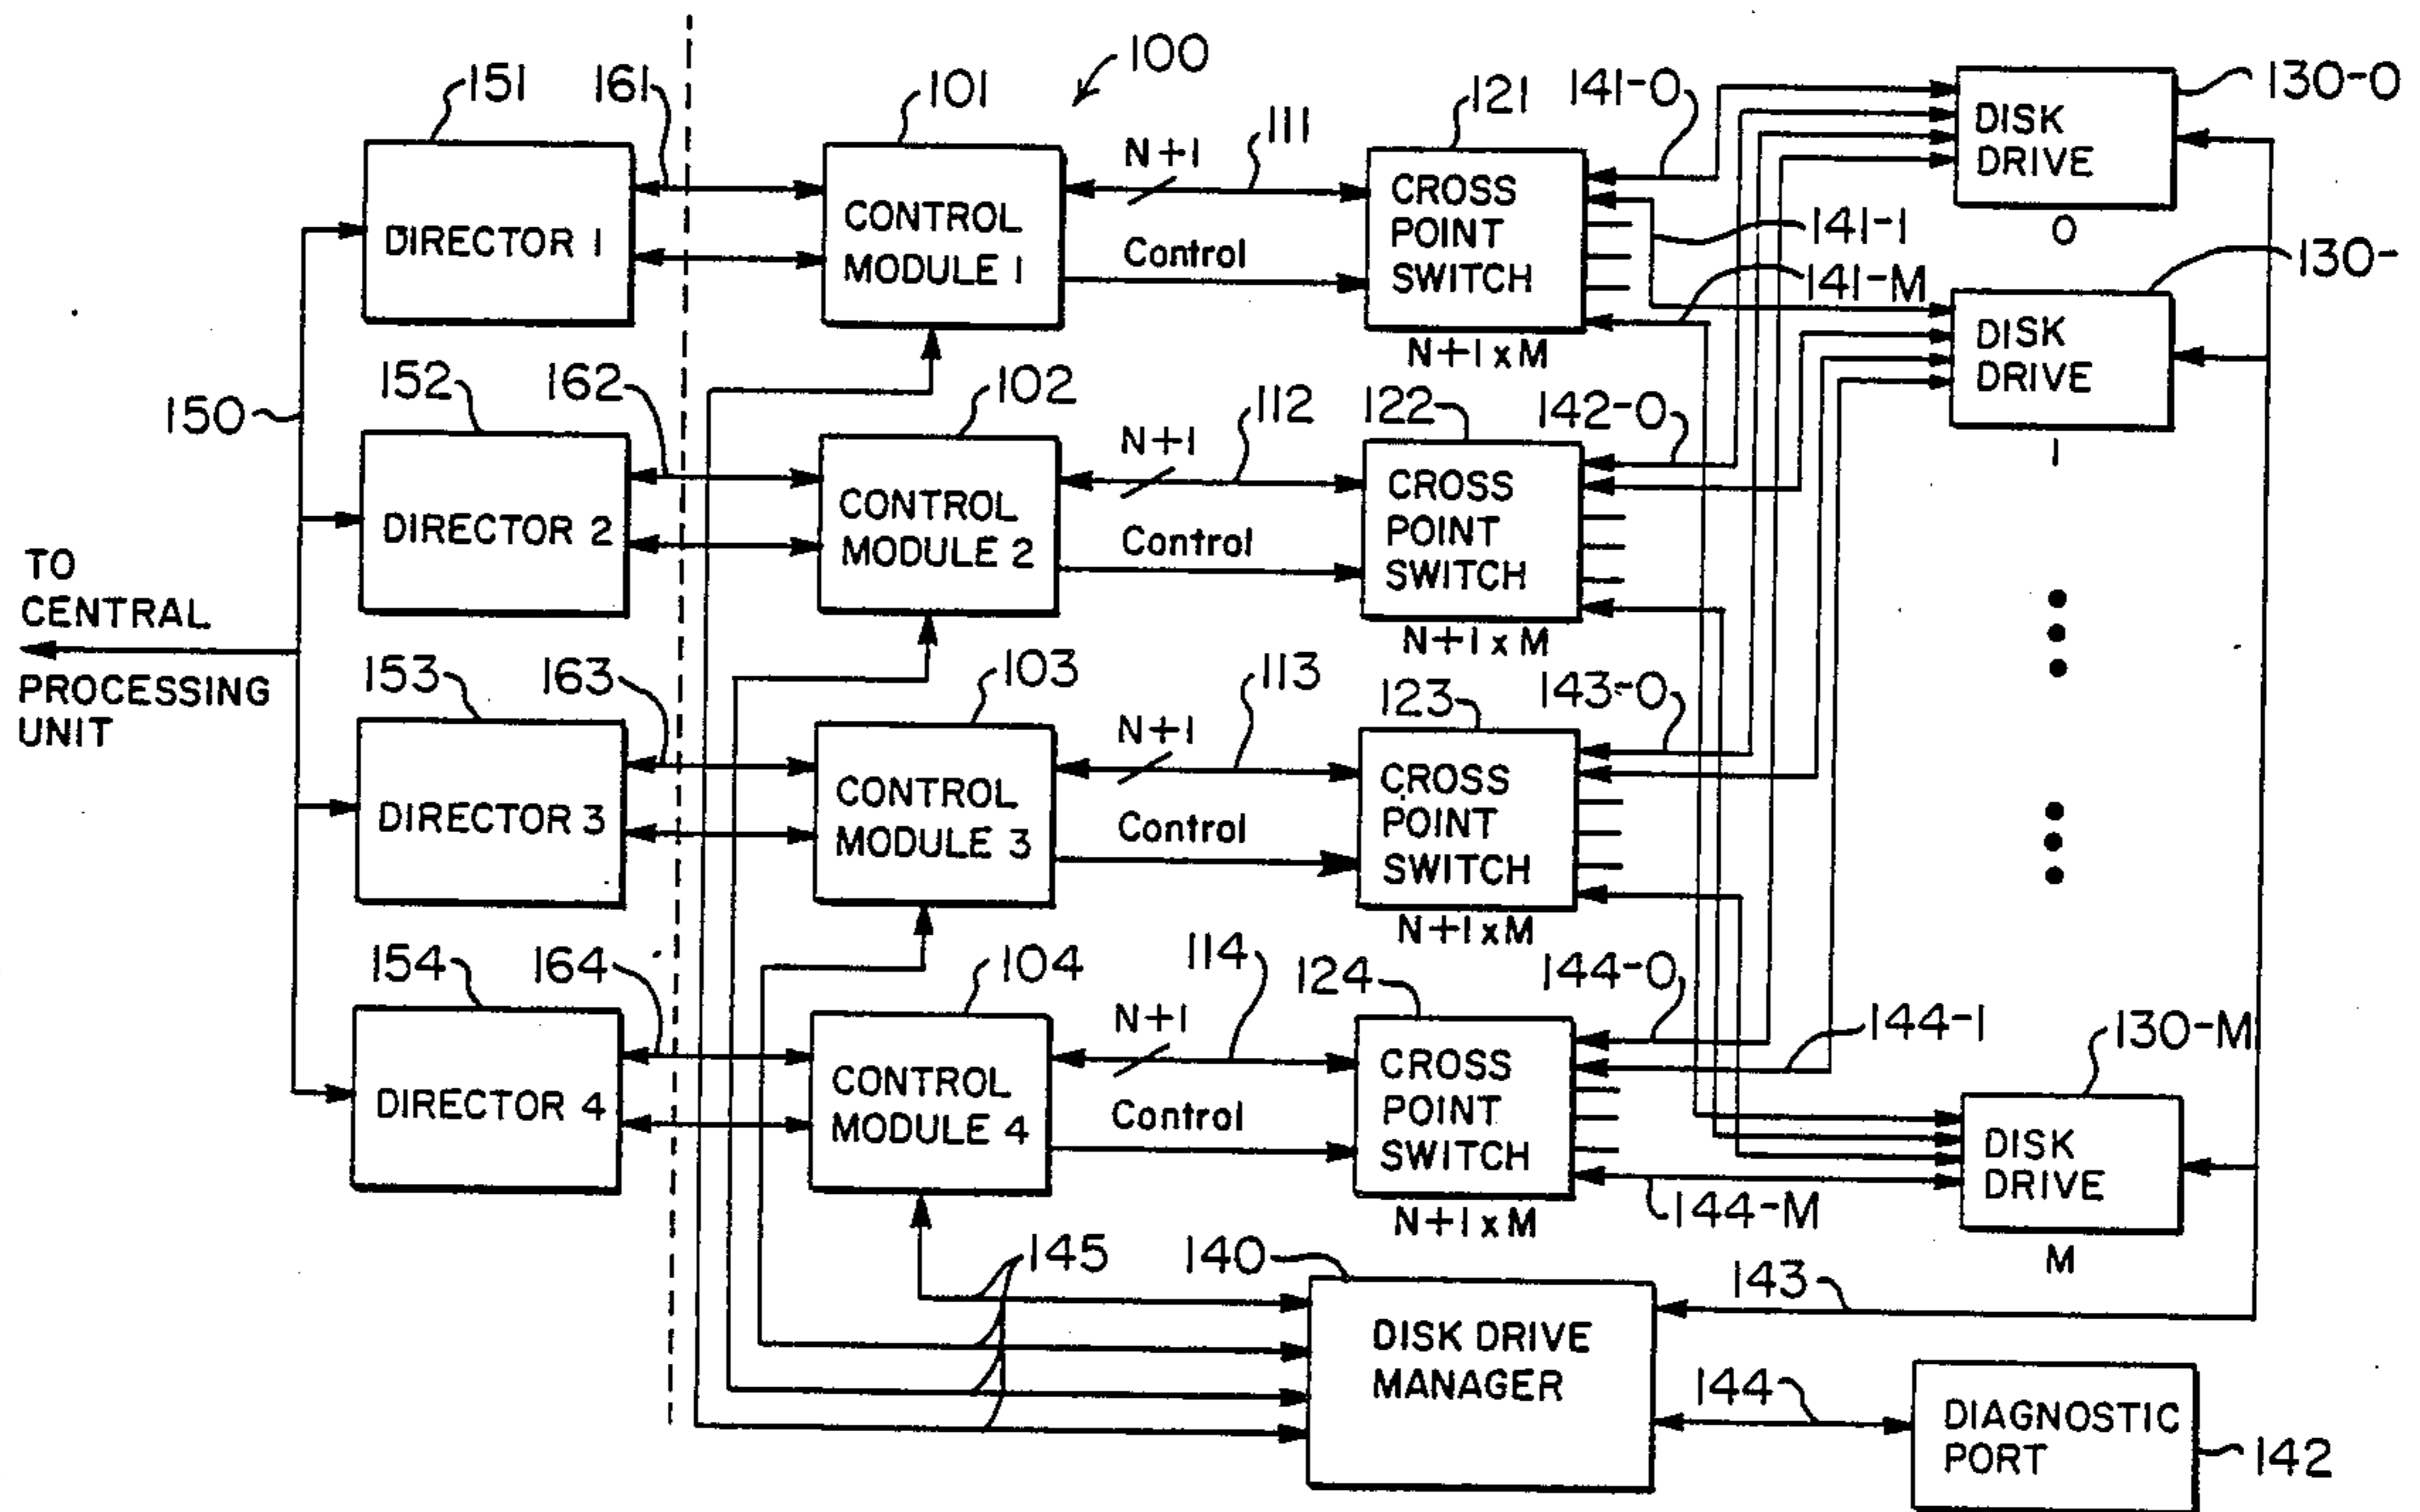 100
151
161
101
N+1
111
121
141-0
130-0
DIRECTOR 1
CONTROL
MODULE 1
Control
CROSS
POINT
SWITCH
N+1xM
141-1
141-M
DISK
DRIVE
0
130-
DISK
DRIVE
1
150
152
162
102
N+1
112
122
142-0
DIRECTOR 2
CONTROL
MODULE 2
Control
CROSS
POINT
SWITCH
N+1xM
TO
CENTRAL
PROCESSING
UNIT
153
163
103
N+1
113
123
143-0
DIRECTOR 3
CONTROL
MODULE 3
Control
CROSS
POINT
SWITCH
N+1xM
154
164
104
N+1
114
124
144-0
144-1
130-M
DIRECTOR 4
CONTROL
MODULE 4
Control
CROSS
POINT
SWITCH
N+1xM
144-M
DISK
DRIVE
M
145
140
143
DISK DRIVE
MANAGER
144
DIAGNOSTIC
PORT
142